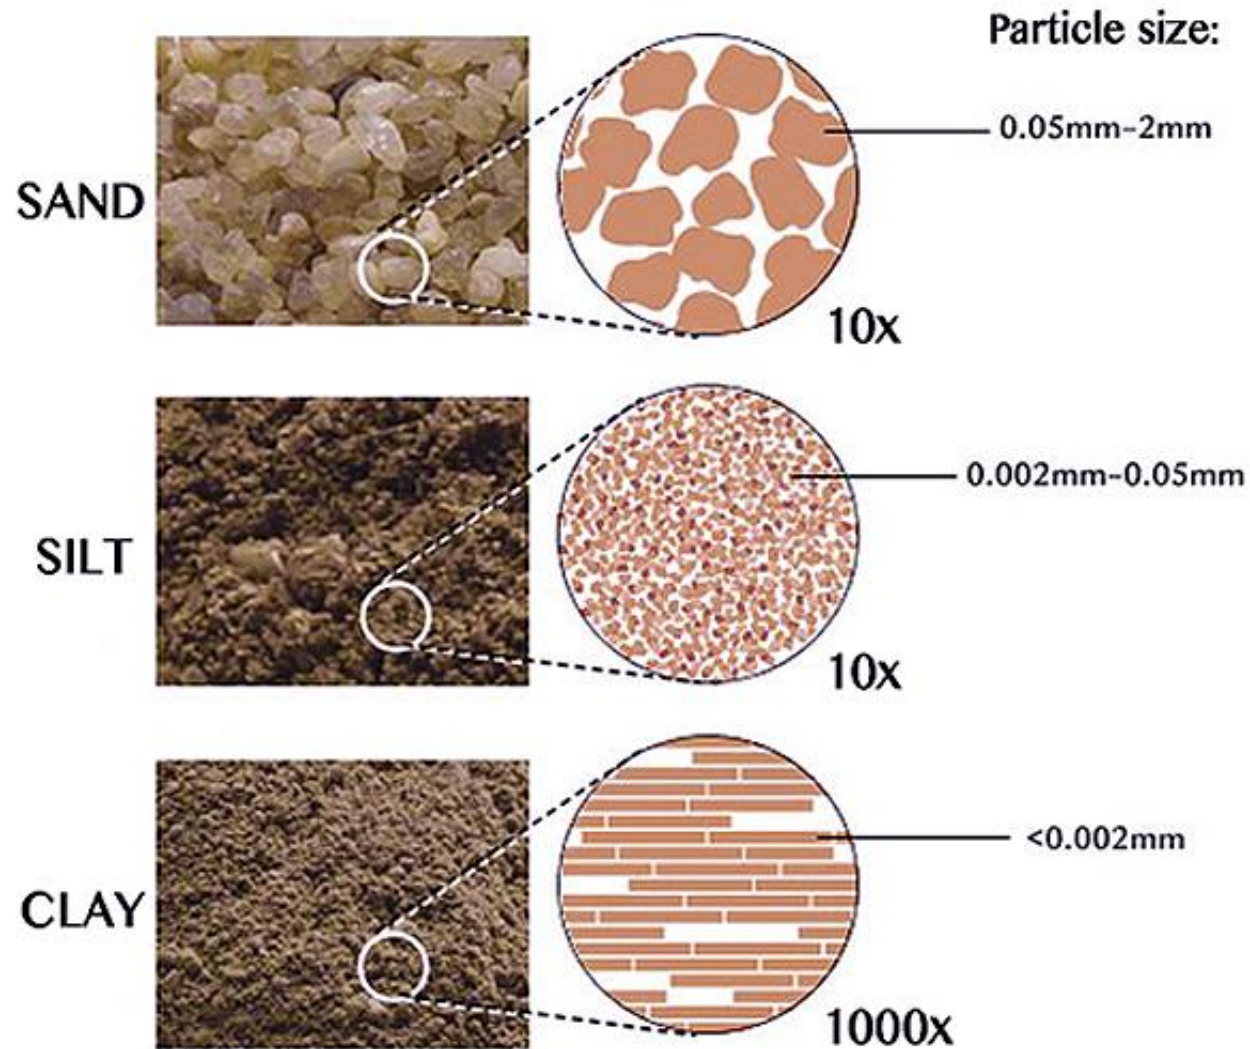 Particle size:
SAND
0.05mm-2mm
10x
SILT
0.002mm-0.05mm
10x
CLAY
<0.002mm
1000x